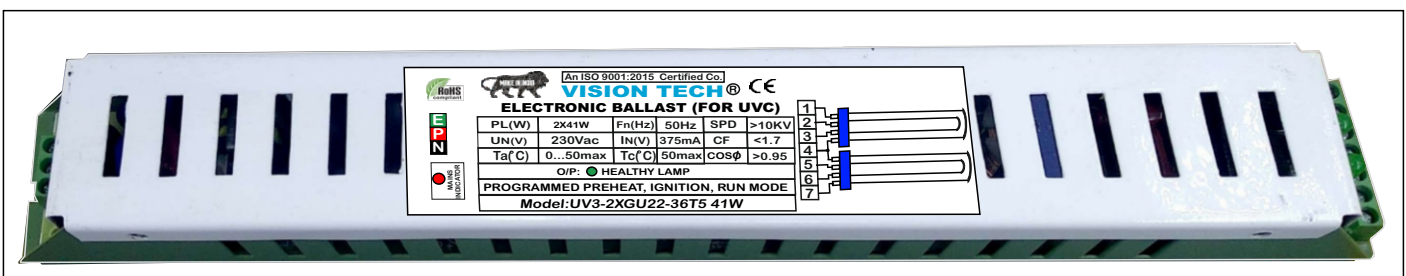 RoHS
compliant
MAKE IN INDIA
An ISO 9001:2015 Certified Co.
VISION TECH® CE
ELECTRONIC BALLAST (FOR UVC)
E
P
N
MAINS
INDICATOR
PL(W) 2X41W Fn(Hz) 50Hz SPD >10KV
UN(V) 230Vac IN(V) 375mA CF <1.7
Ta(°C) 0...50max Tc(°C) 50max COSϕ >0.95
O/P: HEALTHY LAMP
PROGRAMMED PREHEAT, IGNITION, RUN MODE
Model:UV3-2XGU22-36T5 41W
1
2
3
4
5
6
7